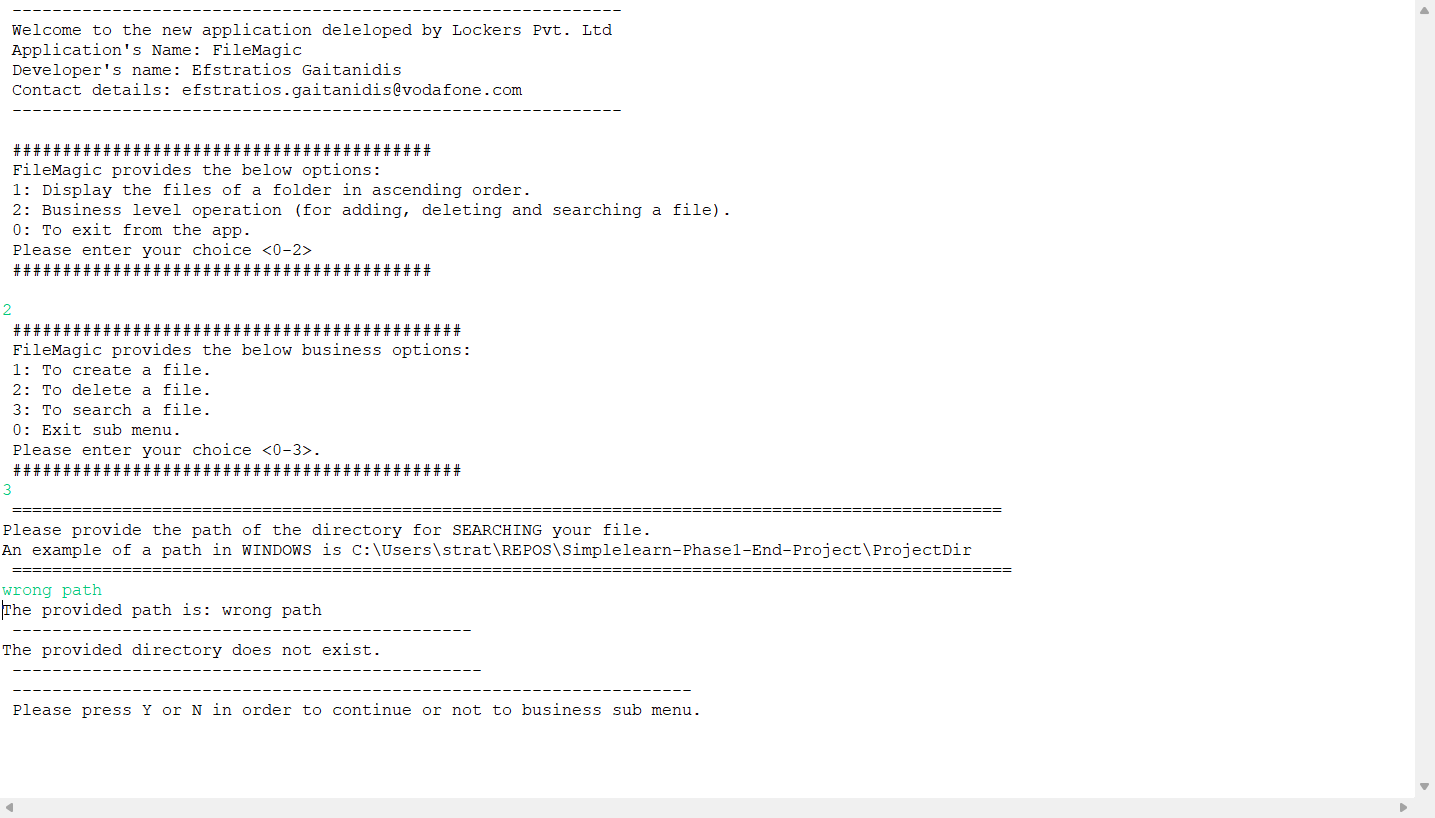 -------------------------------------------------------------
Welcome to the new application deleloped by Lockers Pvt. Ltd
Application's Name: FileMagic
Developer's name: Efstratios Gaitanidis
Contact details: efstratios.gaitanidis@vodafone.com
-------------------------------------------------------------
##########################################
FileMagic provides the below options:
1: Display the files of a folder in ascending order.
2: Business level operation (for adding, deleting and searching a file).
0: To exit from the app.
Please enter your choice <0-2>
##########################################
2
#############################################
FileMagic provides the below business options:
1: To create a file.
2: To delete a file.
3: To search a file.
0: Exit sub menu.
Please enter your choice <0-3>.
#############################################
3
===================================================================================================
Please provide the path of the directory for SEARCHING your file.
An example of a path in WINDOWS is C:\Users\strat\REPOS\Simplelearn-Phase1-End-Project\ProjectDir
====================================================================================================
wrong path
The provided path is: wrong path
----------------------------------------------
The provided directory does not exist.
-----------------------------------------------
--------------------------------------------------------------------
Please press Y or N in order to continue or not to business sub menu.